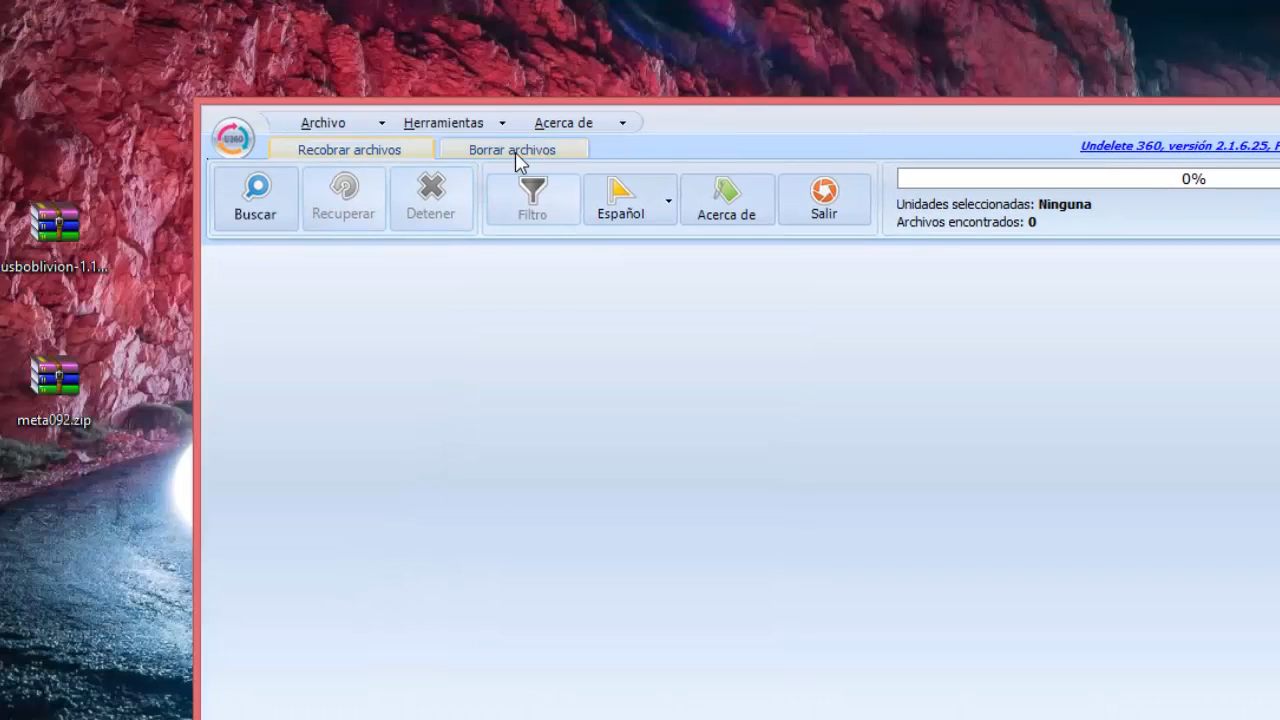 Archivo
Herramientas
Acerca de
U360
Recobrar archivos
Borrar archivos
Undelete 360, versión 2.1.6.25,
Buscar
Recuperar
Detener
Filtro
Español
Acerca de
Salir
0%
Unidades seleccionadas: Ninguna
Archivos encontrados: 0
usboblivion-1.1...
meta092.zip